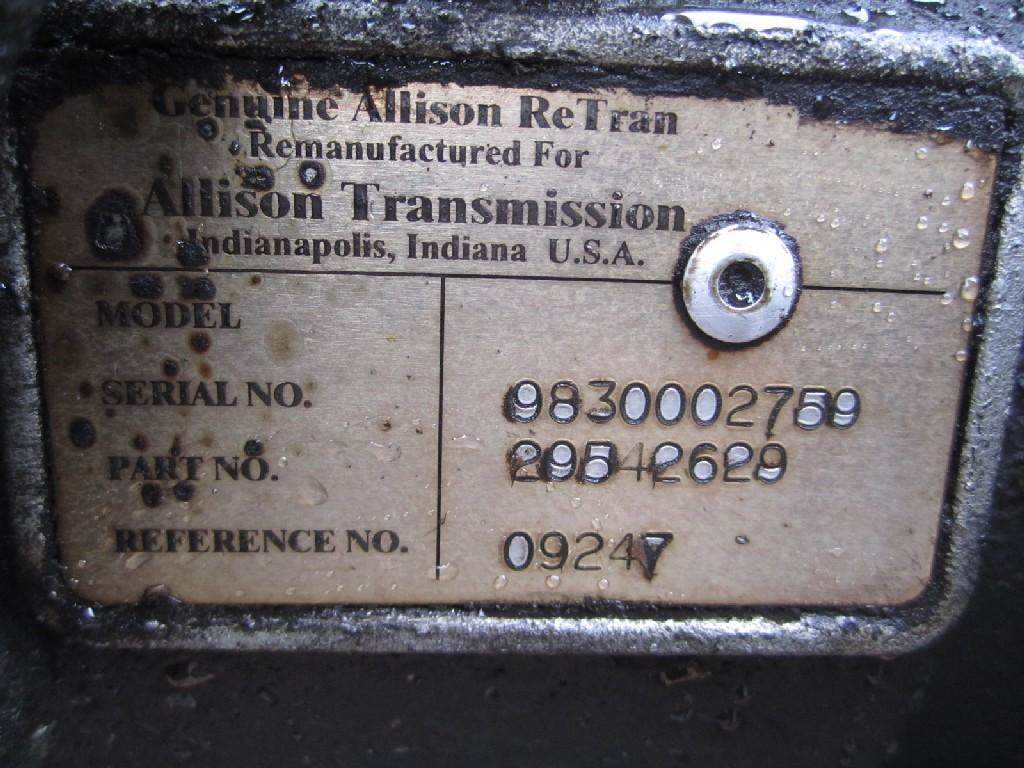 Genuine Allison ReTran
Remanufactured For
Allison Transmission
Indianapolis, Indiana U.S.A.
MODEL
SERIAL NO. 9830002759
PART NO. 29542629
REFERENCE NO. 09247